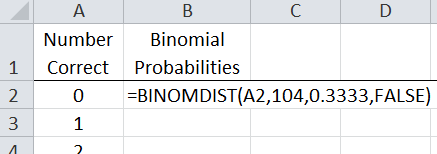 A B C D
Number Binomial
1 Correct Probabilities
2 0 =BINOMDIST(A2,104,0.3333,FALSE)
3 1
4 2